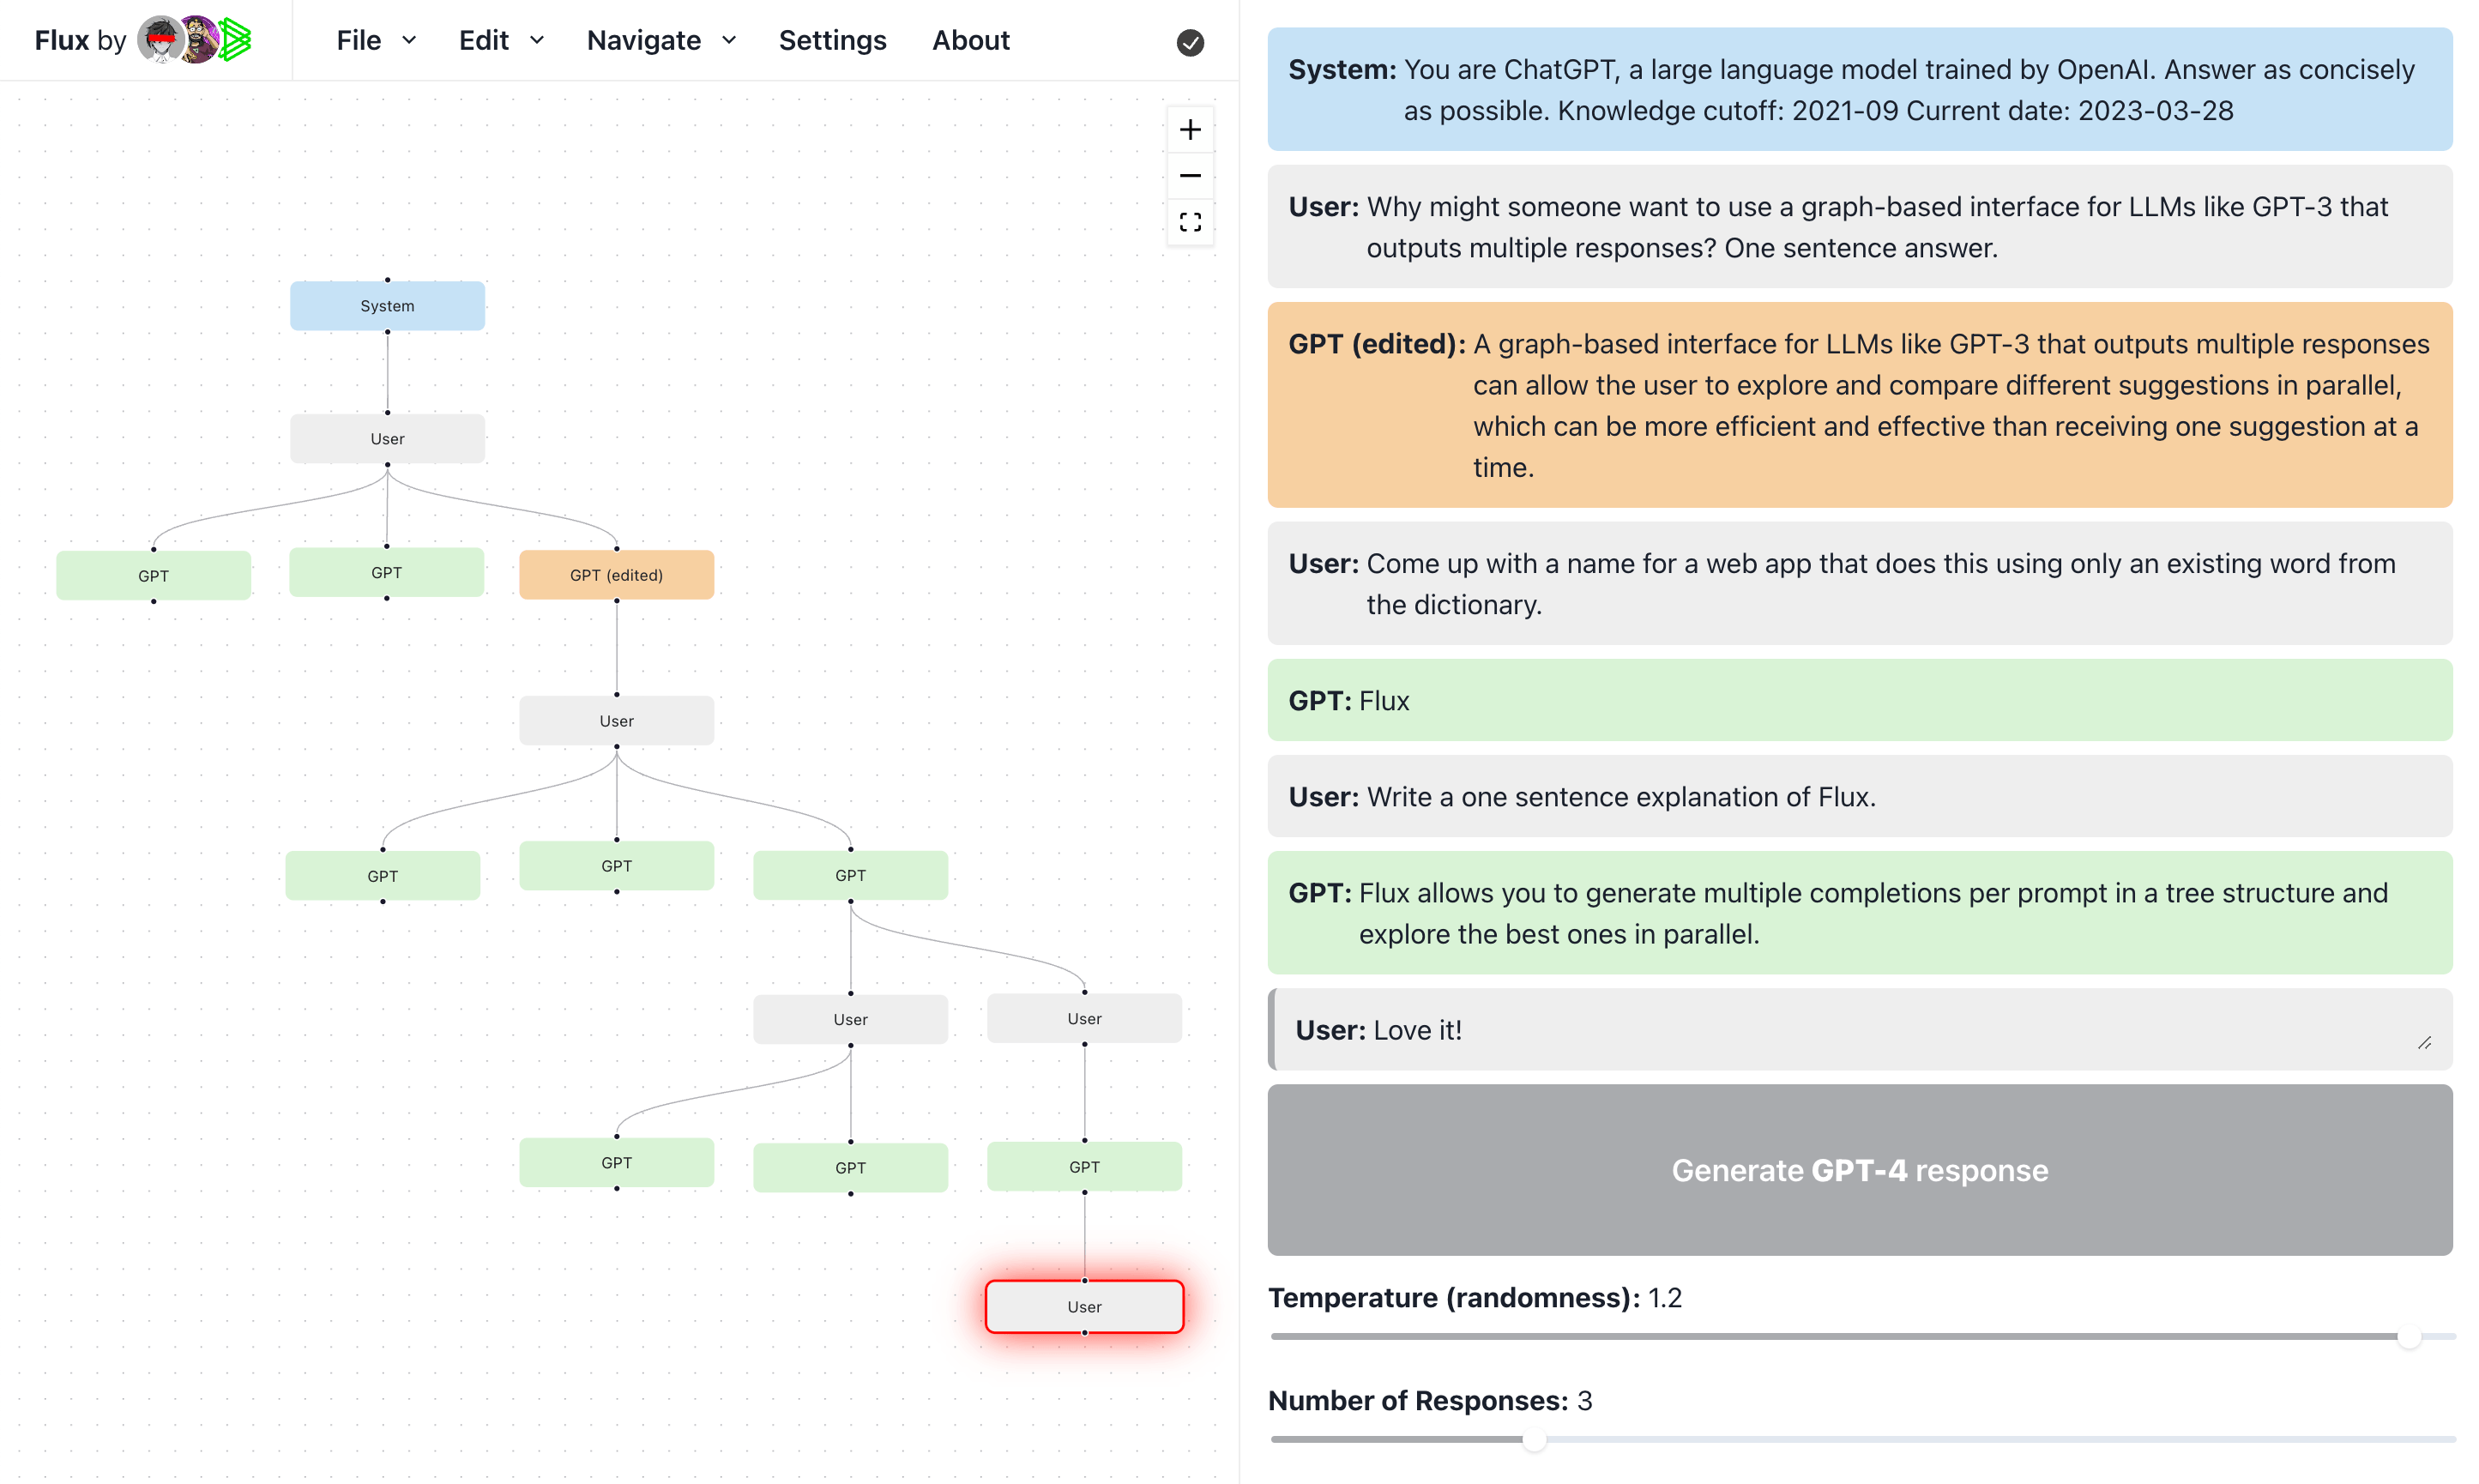 Flux by
File Edit Navigate Settings About
System
User
GPT
GPT
GPT (edited)
User
GPT
GPT
GPT
User
User
GPT
GPT
GPT
User
System: You are ChatGPT, a large language model trained by OpenAI. Answer as concisely
as possible. Knowledge cutoff: 2021-09 Current date: 2023-03-28
User: Why might someone want to use a graph-based interface for LLMs like GPT-3 that
outputs multiple responses? One sentence answer.
GPT (edited): A graph-based interface for LLMs like GPT-3 that outputs multiple responses
can allow the user to explore and compare different suggestions in parallel,
which can be more efficient and effective than receiving one suggestion at a
time.
User: Come up with a name for a web app that does this using only an existing word from
the dictionary.
GPT: Flux
User: Write a one sentence explanation of Flux.
GPT: Flux allows you to generate multiple completions per prompt in a tree structure and
explore the best ones in parallel.
User: Love it!
Generate GPT-4 response
Temperature (randomness): 1.2
Number of Responses: 3